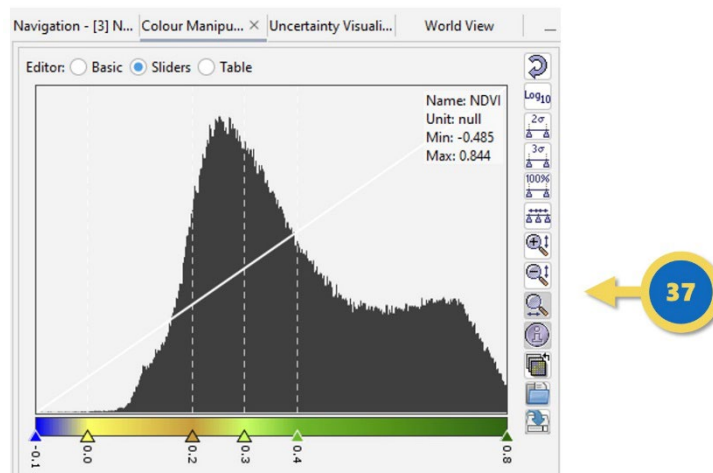 Navigation - [3] N... Colour Manipu... × Uncertainty Visuali... World View
Editor: Basic Sliders Table
Name: NDVI
Unit: null
Min: -0.485
Max: 0.844
Log10
2σ
3σ
100%
37
-0.1 0.0 0.2 0.3 0.4 0.8